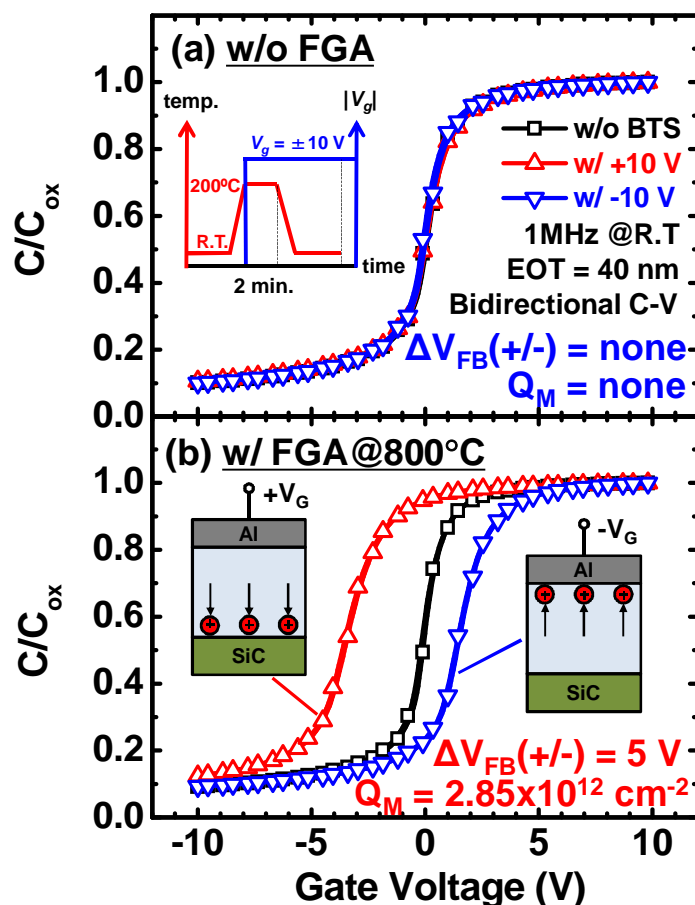 (a) w/o FGA
temp.
|Vg|
Vg = ±10 V
200ºC
R.T.
time
2 min.
w/o BTS
w/ +10 V
w/ -10 V
1MHz @R.T
EOT = 40 nm
Bidirectional C-V
ΔVFB(+/-) = none
QM = none
1.0
0.8
0.6
0.4
0.2
0.0
C/Cox
(b) w/ FGA@800°C
+VG
Al
+ + +
SiC
-VG
Al
+ + +
SiC
ΔVFB(+/-) = 5 V
QM = 2.85x10¹² cm⁻²
1.0
0.8
0.6
0.4
0.2
0.0
C/Cox
-10 -5 0 5 10
Gate Voltage (V)